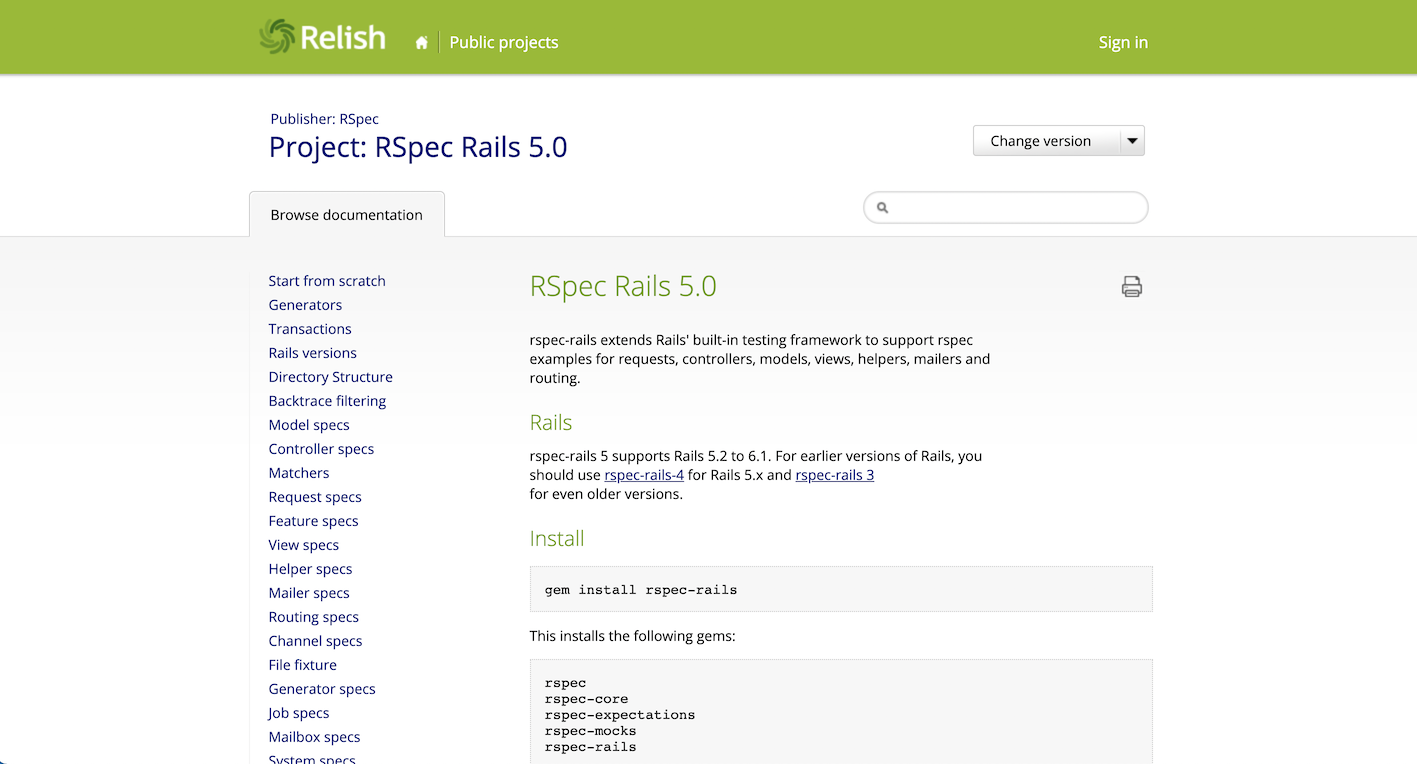 Relish
Public projects
Sign in
Publisher: RSpec
Project: RSpec Rails 5.0
Change version
Browse documentation
Start from scratch
Generators
Transactions
Rails versions
Directory Structure
Backtrace filtering
Model specs
Controller specs
Matchers
Request specs
Feature specs
View specs
Helper specs
Mailer specs
Routing specs
Channel specs
File fixture
Generator specs
Job specs
Mailbox specs
System specs
RSpec Rails 5.0
rspec-rails extends Rails' built-in testing framework to support rspec
examples for requests, controllers, models, views, helpers, mailers and
routing.
Rails
rspec-rails 5 supports Rails 5.2 to 6.1. For earlier versions of Rails, you
should use rspec-rails-4 for Rails 5.x and rspec-rails 3
for even older versions.
Install
gem install rspec-rails
This installs the following gems:
rspec
rspec-core
rspec-expectations
rspec-mocks
rspec-rails